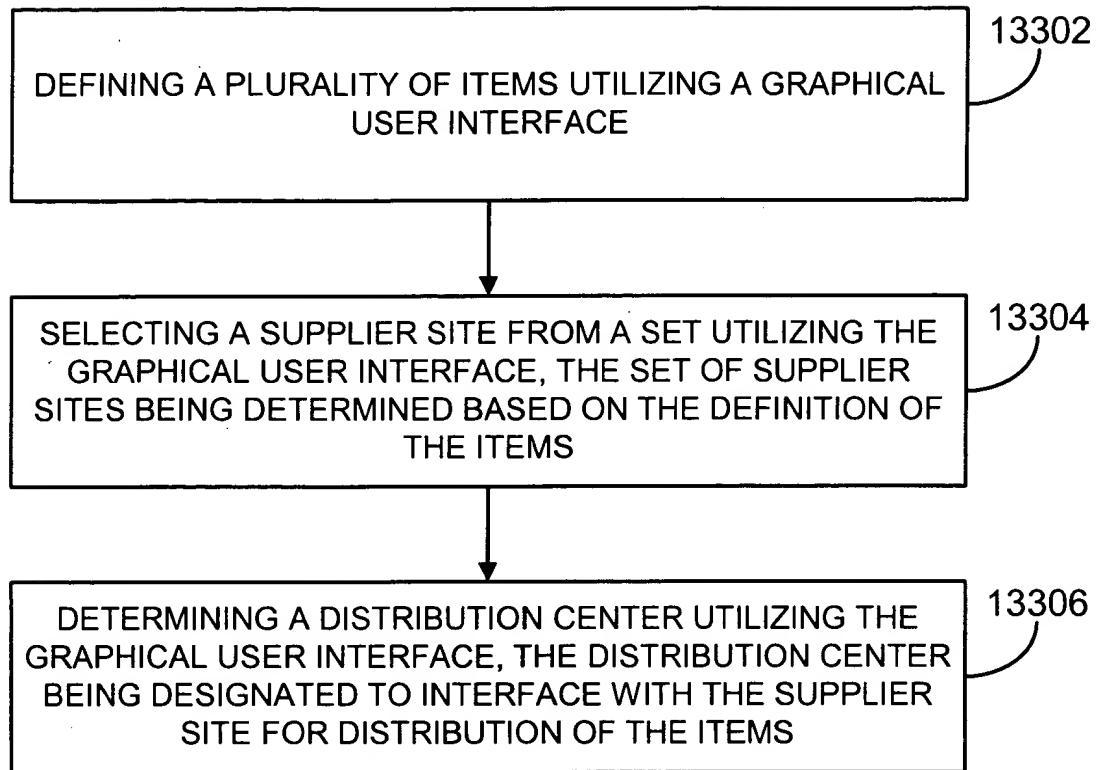 13302
DEFINING A PLURALITY OF ITEMS UTILIZING A GRAPHICAL
USER INTERFACE
13304
SELECTING A SUPPLIER SITE FROM A SET UTILIZING THE
GRAPHICAL USER INTERFACE, THE SET OF SUPPLIER
SITES BEING DETERMINED BASED ON THE DEFINITION OF
THE ITEMS
13306
DETERMINING A DISTRIBUTION CENTER UTILIZING THE
GRAPHICAL USER INTERFACE, THE DISTRIBUTION CENTER
BEING DESIGNATED TO INTERFACE WITH THE SUPPLIER
SITE FOR DISTRIBUTION OF THE ITEMS